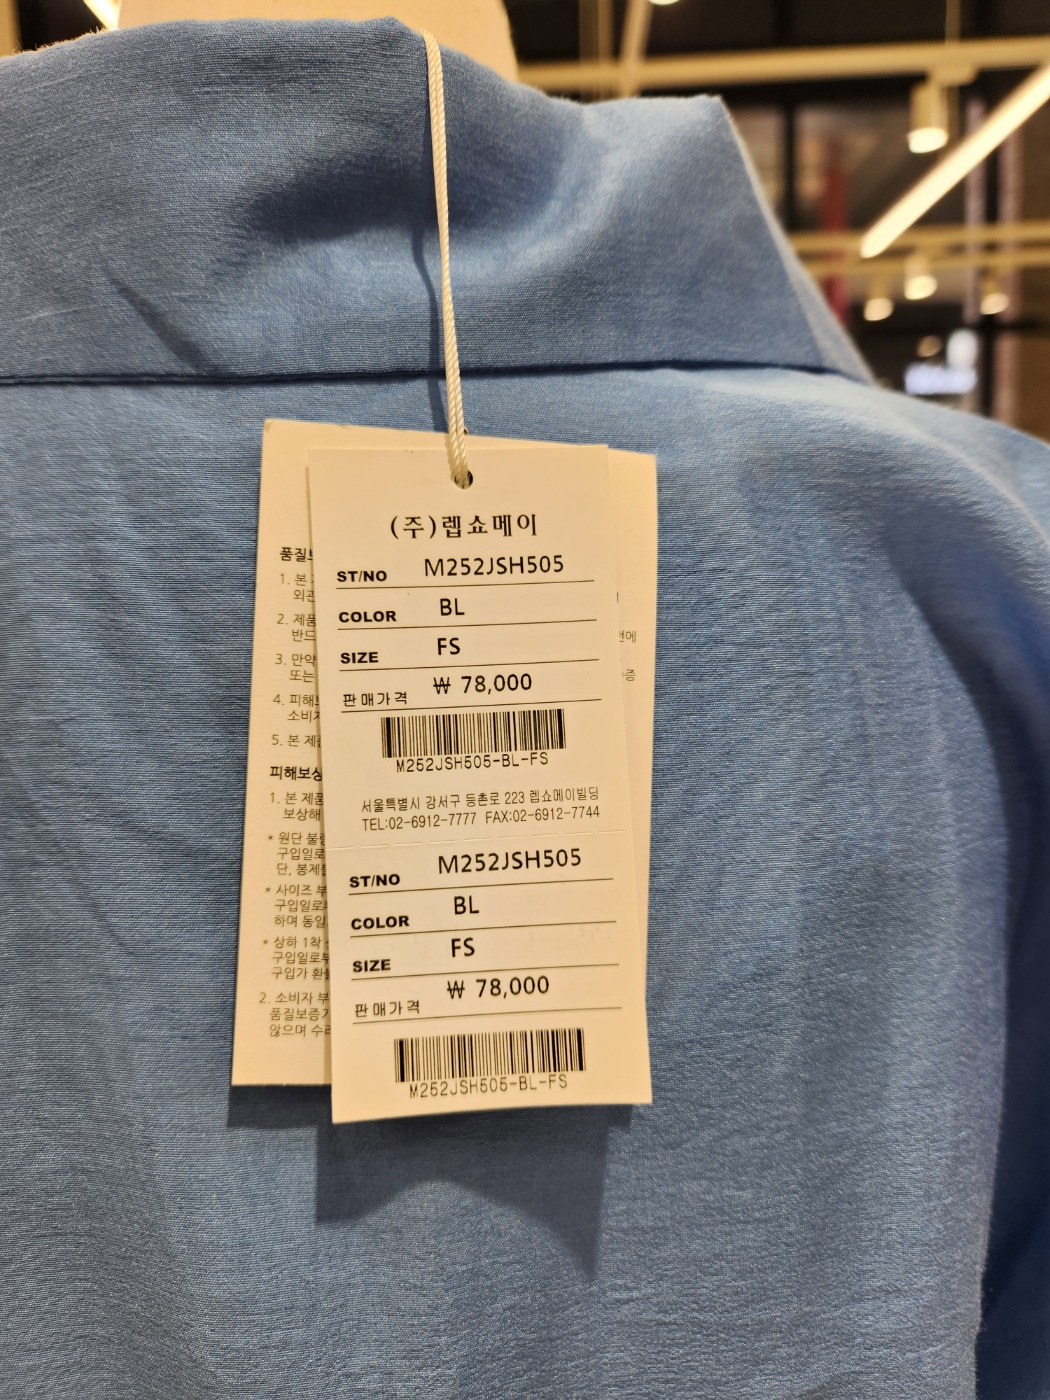 (주)렙쇼메이
ST/NO M252JSH505
COLOR BL
SIZE FS
판매가격 ₩ 78,000
M252JSH505-BL-FS
서울특별시 강서구 등촌로 223 렙쇼메이빌딩
TEL:02-6912-7777 FAX:02-6912-7744
ST/NO M252JSH505
COLOR BL
SIZE FS
판매가격 ₩ 78,000
M252JSH505-BL-FS
품질보
1. 본
외관
2. 제품
반드
3. 만약
또는
4. 피해
소비자
5. 본 제
피해보상
1. 본 제품
보상해
* 원단 불량
구입일로
단, 봉제
* 사이즈 부
구입일로
하며 동일
* 상하 1착
구입일로부
구입가 환불
2. 소비자 부
품질보증기
않으며 수리